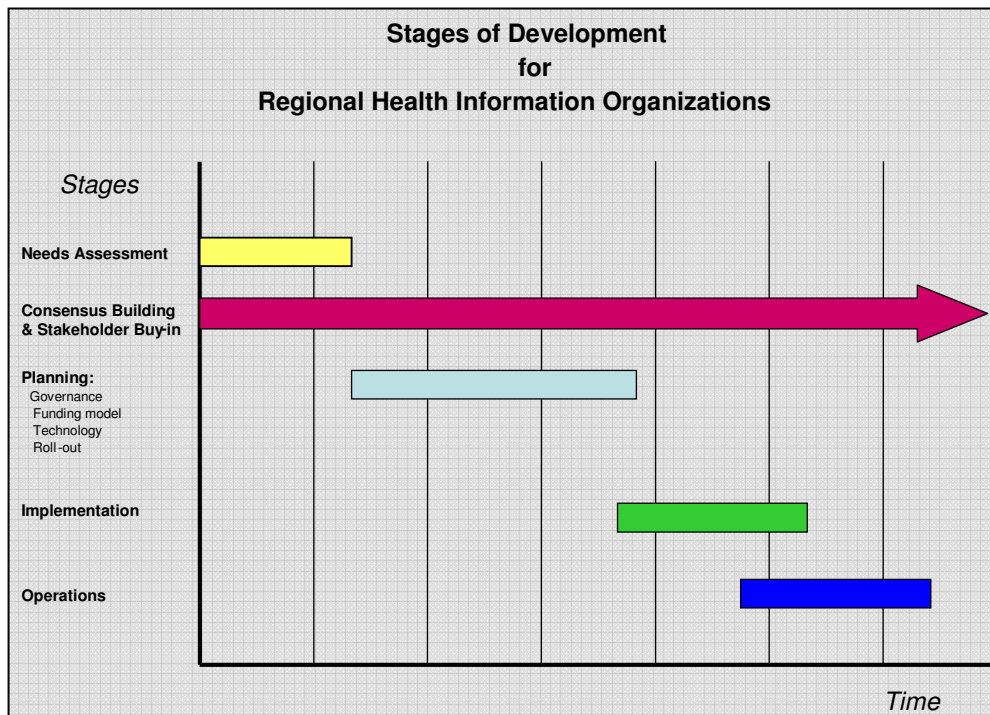 Stages of Development
for
Regional Health Information Organizations
Stages
Needs Assessment
Consensus Building
& Stakeholder Buy-in
Planning:
Governance
Funding model
Technology
Roll-out
Implementation
Operations
Time